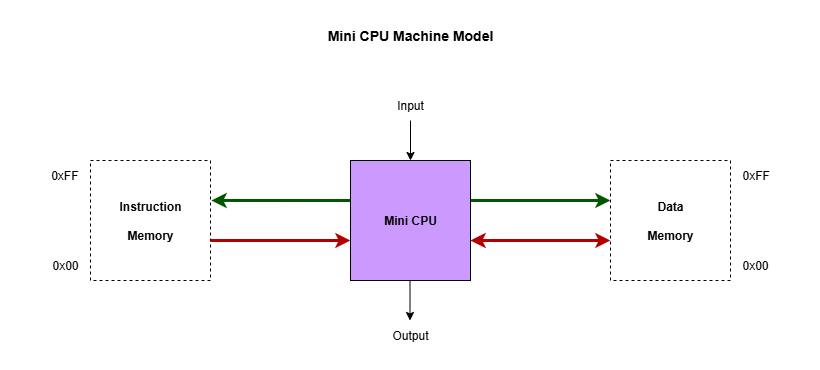 Mini CPU Machine Model
Input
0xFF
0xFF
Instruction
Memory
Mini CPU
Data
Memory
0x00
0x00
Output